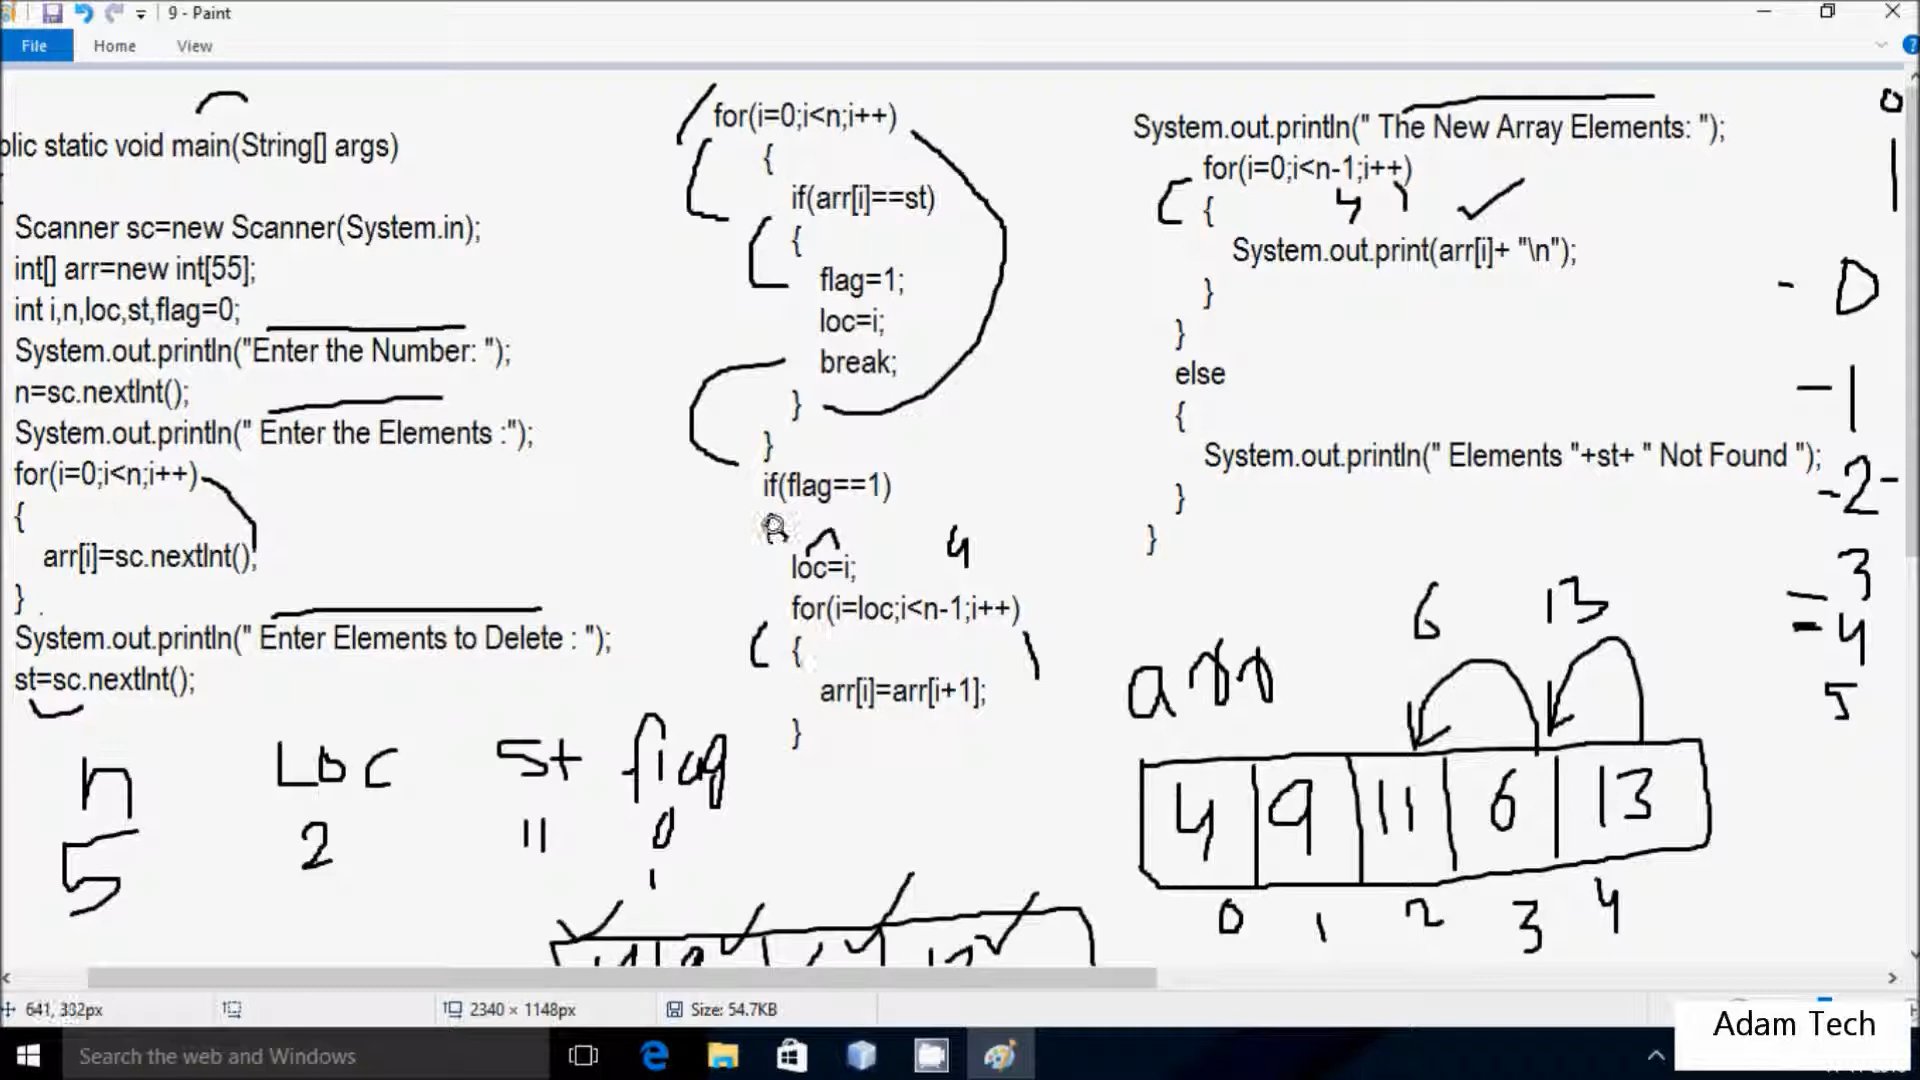 9 - Paint
File Home View
blic static void main(String[] args)
Scanner sc=new Scanner(System.in);
int[] arr=new int[55];
int i,n,loc,st,flag=0;
System.out.println("Enter the Number: ");
n=sc.nextInt();
System.out.println(" Enter the Elements :");
for(i=0;i<n;i++)
{
arr[i]=sc.nextInt();
}
System.out.println(" Enter Elements to Delete : ");
st=sc.nextInt();
n Loc St flag
5 2 11 0
1
for(i=0;i<n;i++)
{
if(arr[i]==st)
{
flag=1;
loc=i;
break;
}
}
if(flag==1)
loc=i;
4
for(i=loc;i<n-1;i++)
{
arr[i]=arr[i+1];
}
System.out.println(" The New Array Elements: ");
for(i=0;i<n-1;i++)
{
4
System.out.print(arr[i]+ "\n");
}
}
else
{
System.out.println(" Elements "+st+ " Not Found ");
}
}
0
1
- 0
- 1
- 2 -
- 3
- 4
5
6 13
arr
4 9 11 6 13
0 1 2 3 4
641, 332px
2340 × 1148px
Size: 54.7KB
Search the web and Windows
Adam Tech